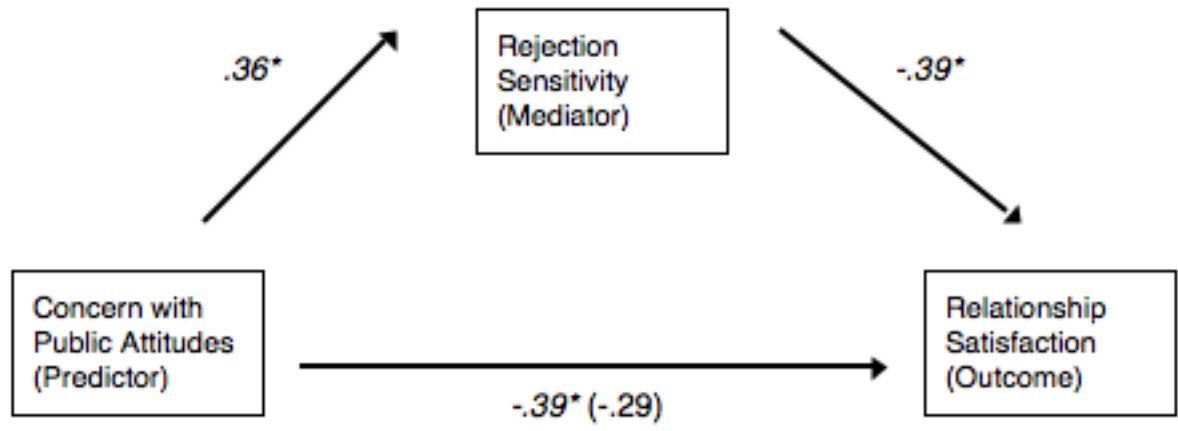 .36*
Rejection
Sensitivity
(Mediator)
-.39*
Concern with
Public Attitudes
(Predictor)
-.39* (-.29)
Relationship
Satisfaction
(Outcome)